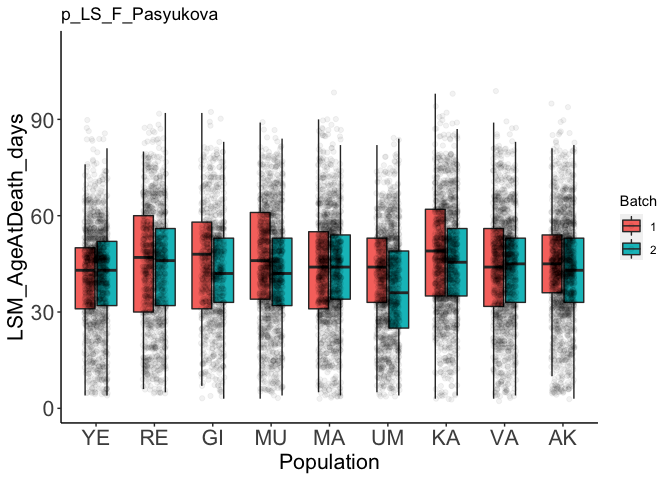 p_LS_F_Pasyukova
LSM_AgeAtDeath_days
90
60
30
0
YE RE GI MU MA UM KA VA AK
Population
Batch
1
2